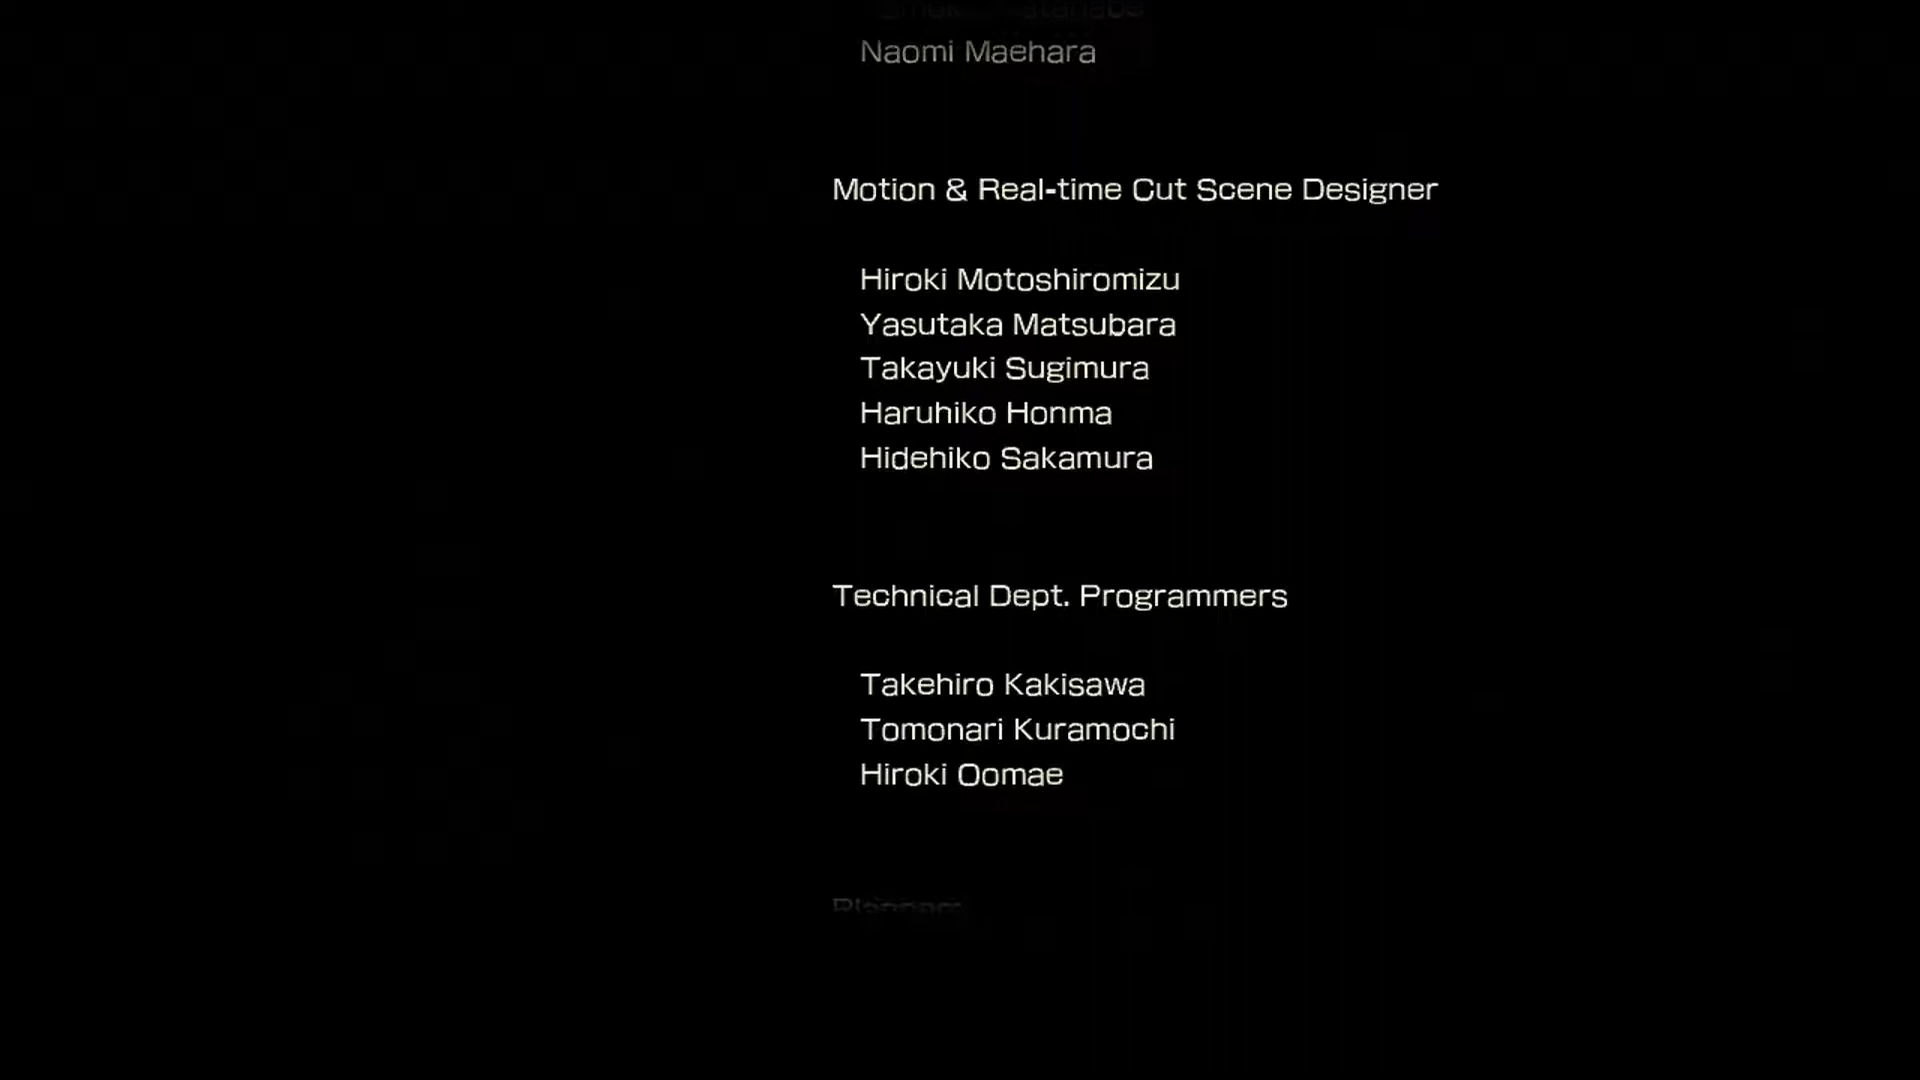 Naomi Maehara
Motion & Real-time Cut Scene Designer
Hiroki Motoshiromizu
Yasutaka Matsubara
Takayuki Sugimura
Haruhiko Honma
Hidehiko Sakamura
Technical Dept. Programmers
Takehiro Kakisawa
Tomonari Kuramochi
Hiroki Oomae
Planners